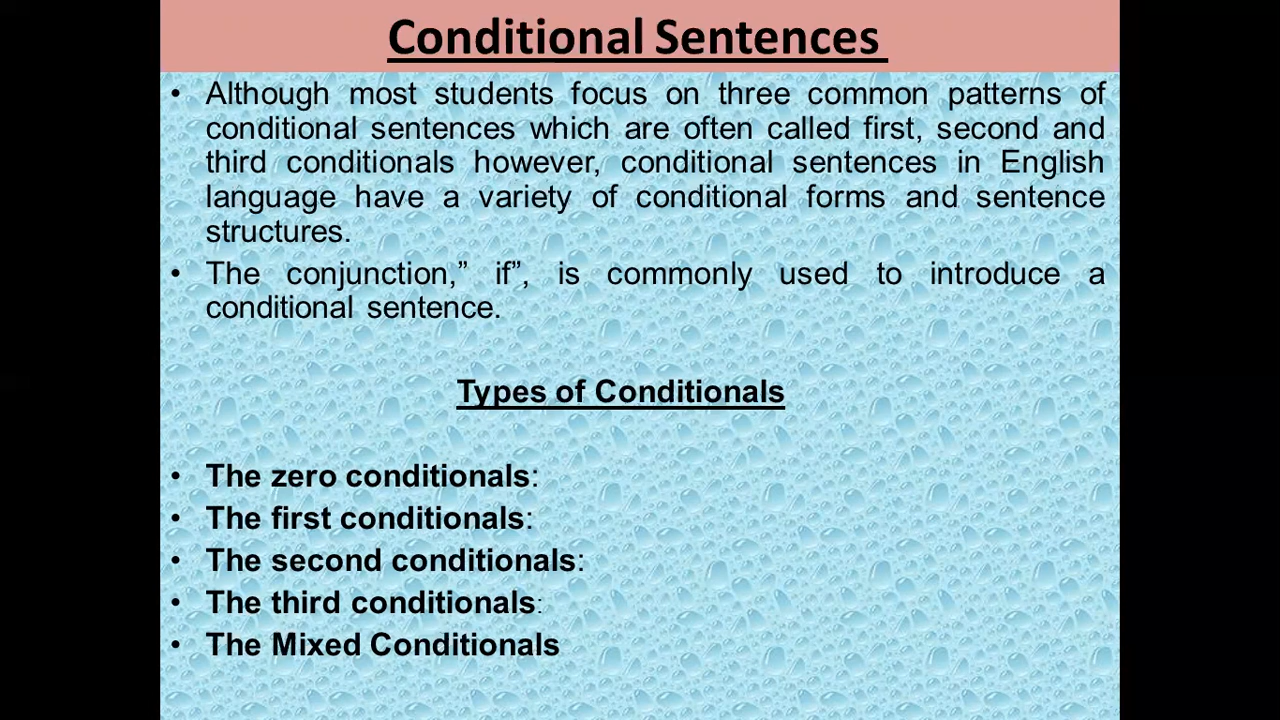 Conditional Sentences
• Although most students focus on three common patterns of
conditional sentences which are often called first, second and
third conditionals however, conditional sentences in English
language have a variety of conditional forms and sentence
structures.
• The conjunction,” if”, is commonly used to introduce a
conditional sentence.
Types of Conditionals
• The zero conditionals:
• The first conditionals:
• The second conditionals:
• The third conditionals:
• The Mixed Conditionals